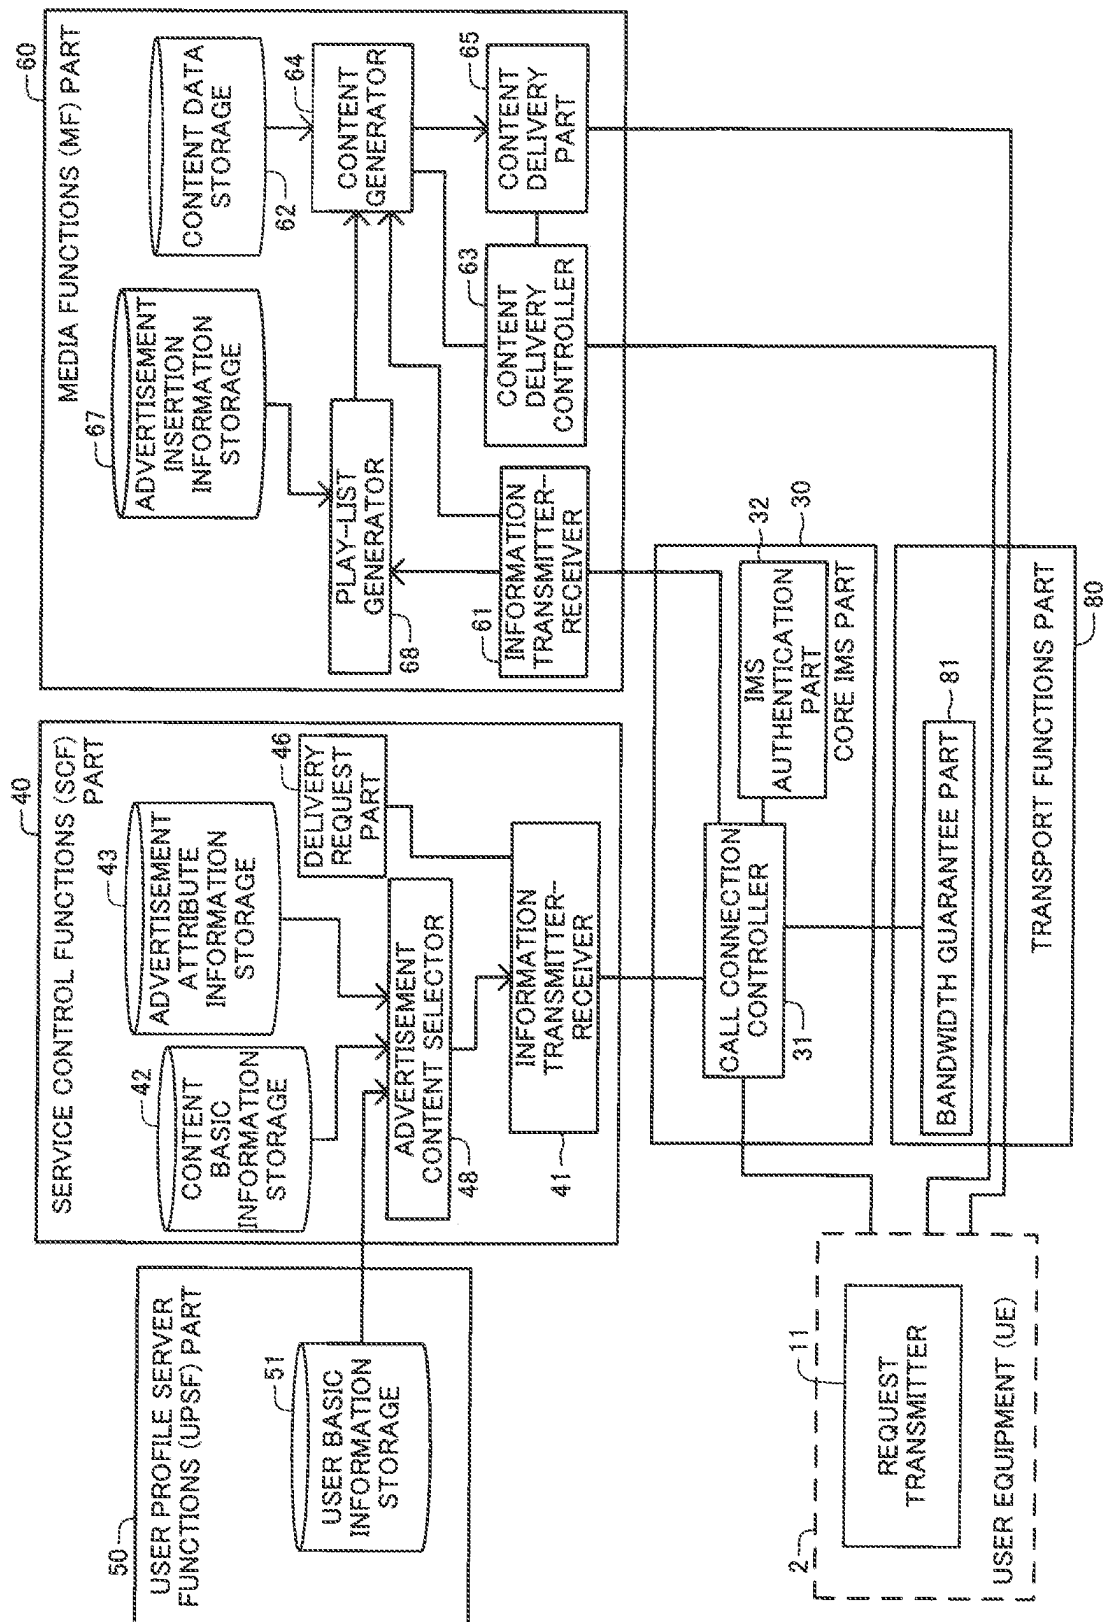 50
USER PROFILE SERVER
FUNCTIONS (UPSF) PART
51
USER BASIC
INFORMATION
STORAGE
40
SERVICE CONTROL FUNCTIONS (SCF)
PART
42
CONTENT
BASIC
INFORMATION
STORAGE
43
ADVERTISEMENT
ATTRIBUTE
INFORMATION
STORAGE
46
DELIVERY
REQUEST
PART
ADVERTISEMENT
CONTENT SELECTOR
48
INFORMATION
TRANSMITTER-
RECEIVER
41
60
MEDIA FUNCTIONS (MF) PART
67
ADVERTISEMENT
INSERTION
INFORMATION
STORAGE
CONTENT DATA
STORAGE
62
PLAY-LIST
GENERATOR
68
64
CONTENT
GENERATOR
61
INFORMATION
TRANSMITTER-
RECEIVER
63
CONTENT
DELIVERY
CONTROLLER
65
CONTENT
DELIVERY
PART
30
CALL CONNECTION
CONTROLLER
31
32
IMS
AUTHENTICATION
PART
CORE IMS PART
81
BANDWIDTH GUARANTEE PART
TRANSPORT FUNCTIONS PART
80
2
11
REQUEST
TRANSMITTER
USER EQUIPMENT (UE)